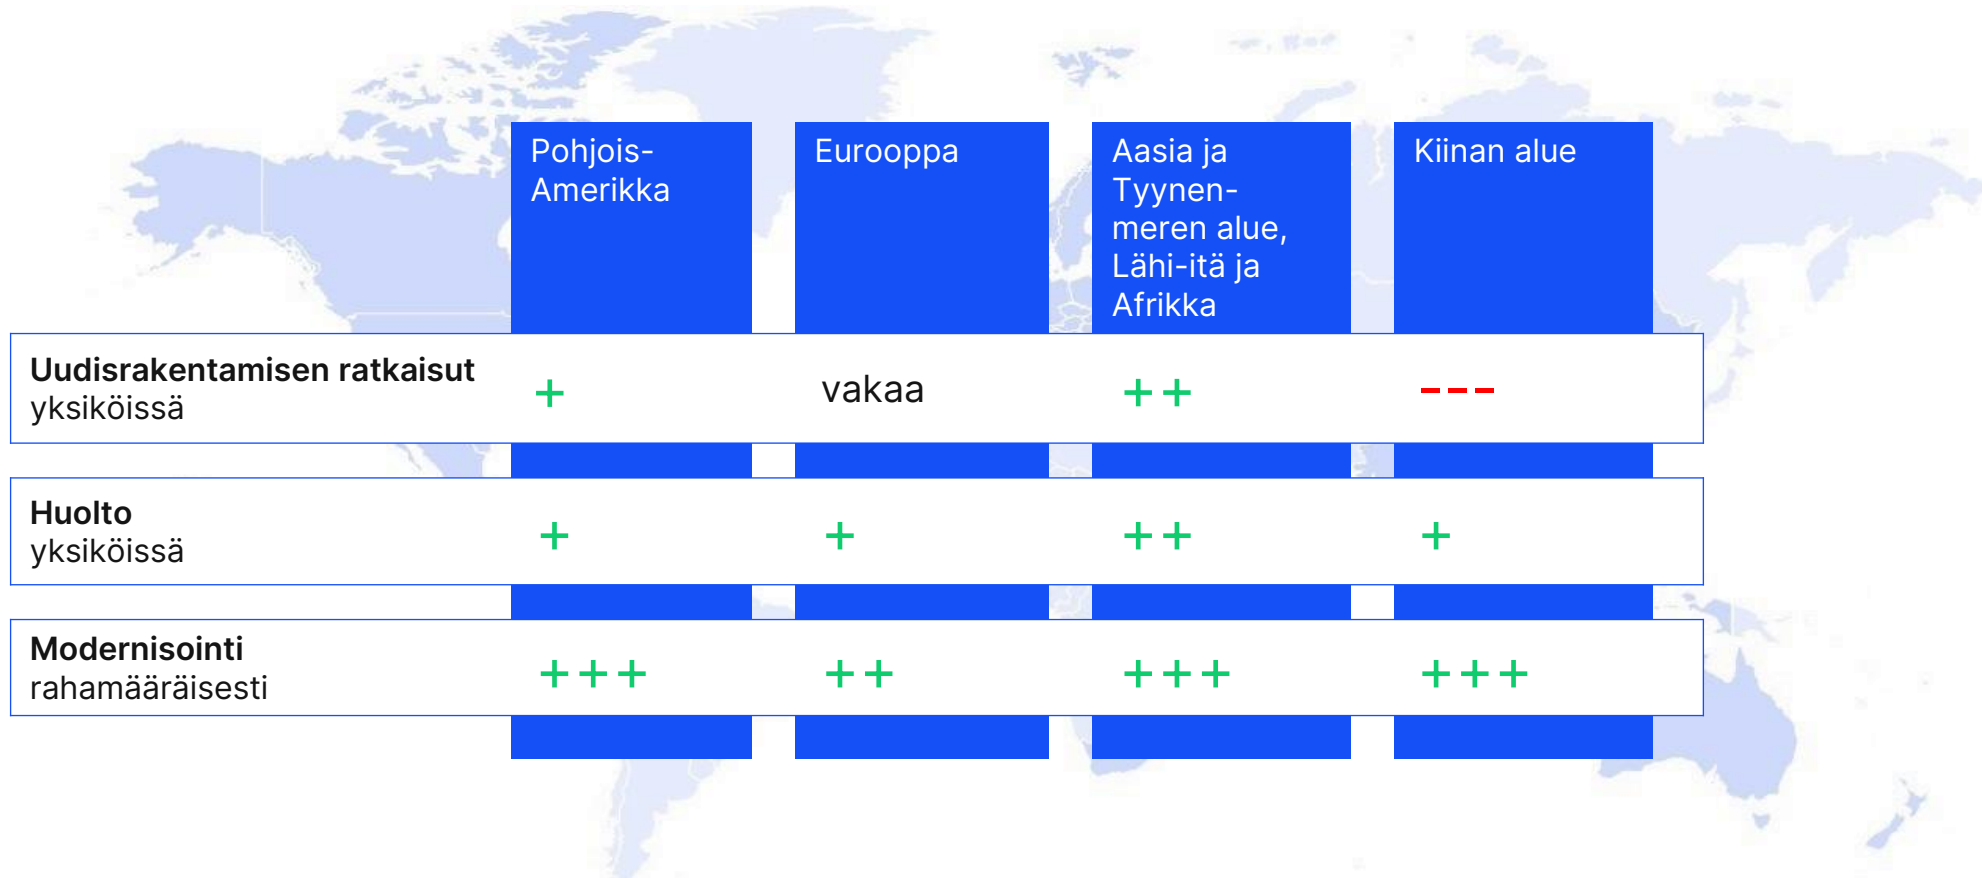 Pohjois-
Amerikka
Eurooppa
Aasia ja
Tyynen-
meren alue,
Lähi-itä ja
Afrikka
Kiinan alue
Uudisrakentamisen ratkaisut
yksiköissä
+
vakaa
++
---
Huolto
yksiköissä
+
+
++
+
Modernisointi
rahamääräisesti
+++
++
+++
+++